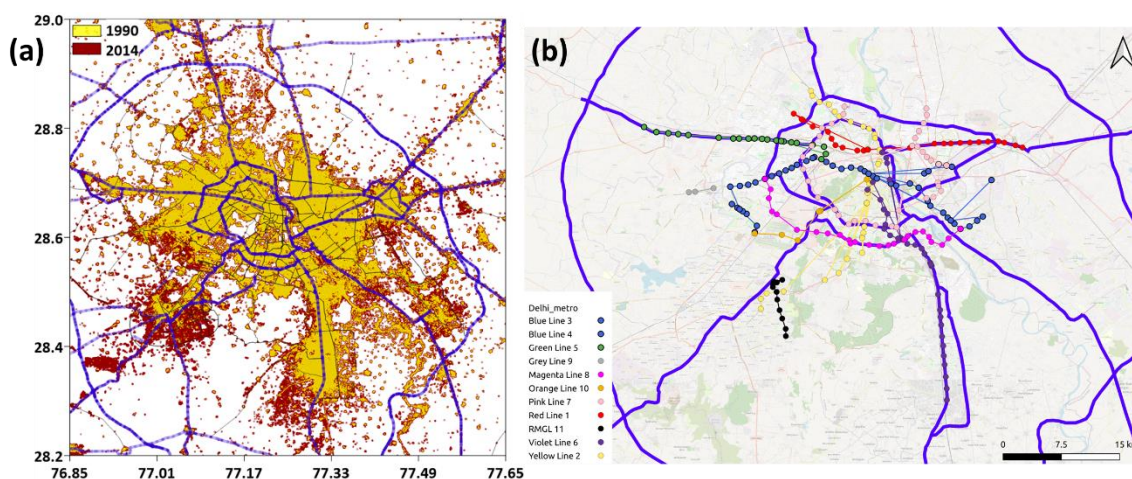 (a)
1990
2014
29.0
28.8
28.6
28.4
28.2
76.85 77.01 77.17 77.33 77.49 77.65
(b)
Delhi_metro
Blue Line 3
Blue Line 4
Green Line 5
Grey Line 9
Magenta Line 8
Orange Line 10
Pink Line 7
Red Line 1
RMGL 11
Violet Line 6
Yellow Line 2
0 7.5 15 k